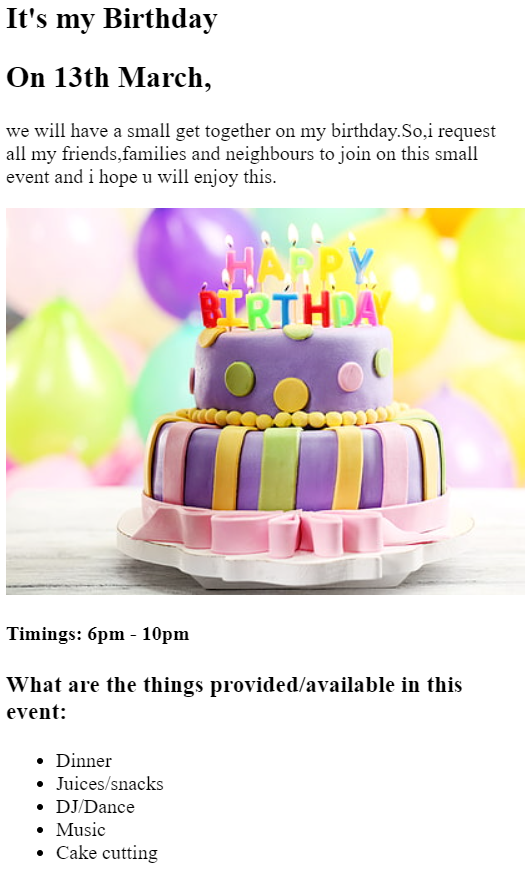 It's my Birthday
On 13th March,
we will have a small get together on my birthday.So,i request
all my friends,families and neighbours to join on this small
event and i hope u will enjoy this.
HAPPY
BIRTHDAY
Timings: 6pm - 10pm
What are the things provided/available in this
event:
• Dinner
• Juices/snacks
• DJ/Dance
• Music
• Cake cutting